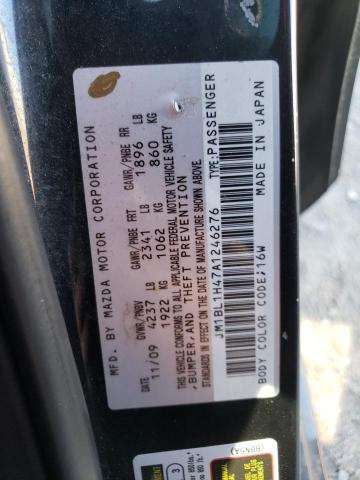 MFD. BY MAZDA MOTOR CORPORATION
DATE GVWR/PNBV GAWR/PNBE FRT GAWR/PNBE RR
11/09 4237 LB 2341 LB 1896 LB
1922 KG 1062 KG 860 KG
THIS VEHICLE CONFORMS TO ALL APPLICABLE FEDERAL MOTOR VEHICLE SAFETY
, BUMPER, AND THEFT PREVENTION
STANDARDS IN EFFECT ON THE DATE OF MANUFACTURE SHOWN ABOVE.
JM1BL1H47A1246276 TYPE:PASSENGER
BODY COLOR CODE;16W MADE IN JAPAN
(BBN5A)
3